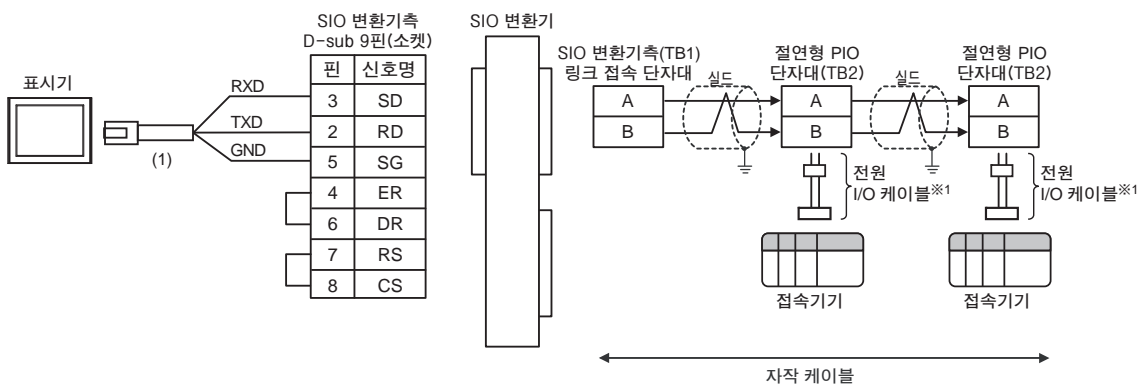 표시기
(1)
RXD
TXD
GND
SIO 변환기측
D-sub 9핀(소켓)
핀 신호명
3 SD
2 RD
5 SG
4 ER
6 DR
7 RS
8 CS
SIO 변환기
SIO 변환기측(TB1)
링크 접속 단자대
A
B
실드
절연형 PIO
단자대(TB2)
A
B
전원
I/O 케이블※1
접속기기
실드
절연형 PIO
단자대(TB2)
A
B
전원
I/O 케이블※1
접속기기
자작 케이블